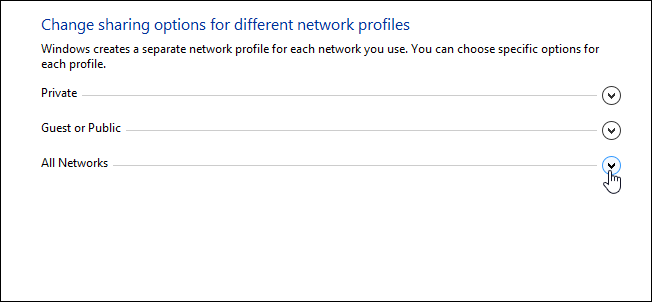 Change sharing options for different network profiles
Windows creates a separate network profile for each network you use. You can choose specific options for
each profile.
Private
Guest or Public
All Networks